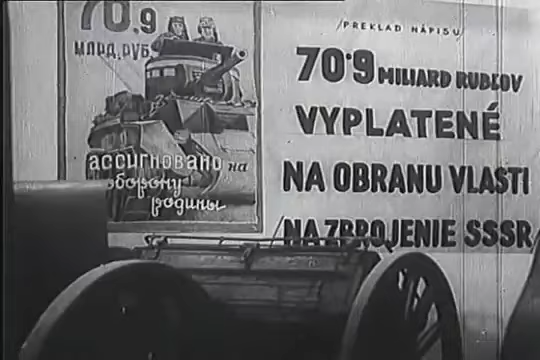 70,9
МЛРД. РУБ.
ассигновано на
оборону
родины
/PREKLAD NÁPISU/
70·9 MILIARD RUBĽOV
VYPLATENÉ
NA OBRANU VLASTI
NA ZBROJENIE SSSR